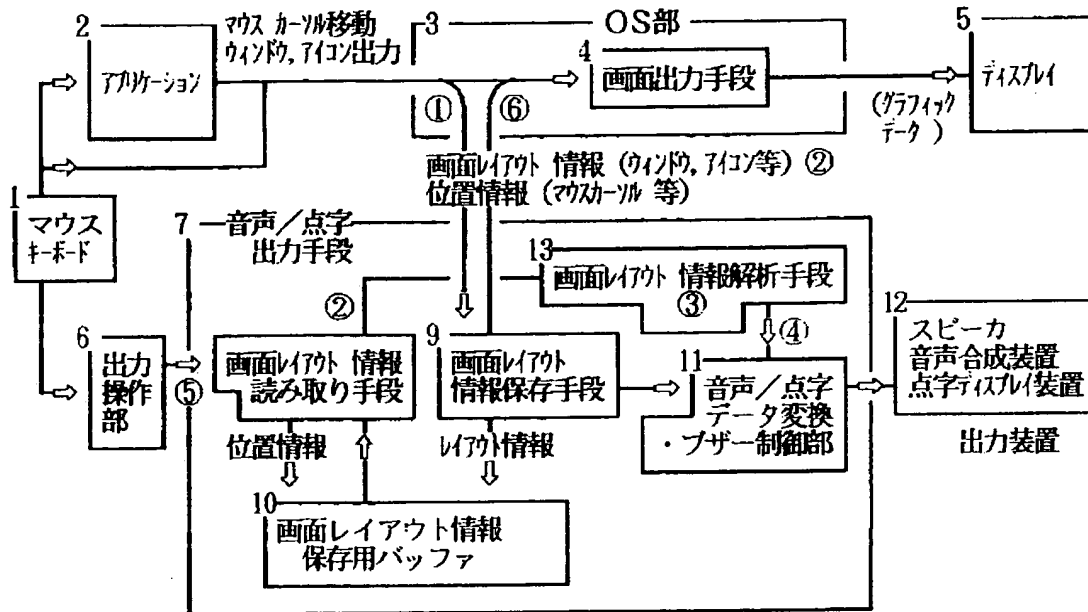 2
アプリケーション
マウス カーソル移動
ウィンドウ, アイコン出力
3
OS部
4
画面出力手段
5
ディスプレイ
(グラフィック
データ)
①
⑥
画面レイアウト 情報 (ウィンドウ, アイコン等) ②
位置情報 (マウスカーソル 等)
1
マウス
キーボード
7
音声/点字
出力手段
13
画面レイアウト 情報解析手段
③
②
④
6
出力
操作
部
⑤
画面レイアウト 情報
読み取り手段
9
画面レイアウト
情報保存手段
11
音声/点字
データ変換
・ブザー制御部
12
スピーカ
音声合成装置
点字ディスプレイ装置
出力装置
位置情報
レイアウト情報
10
画面レイアウト情報
保存用バッファ